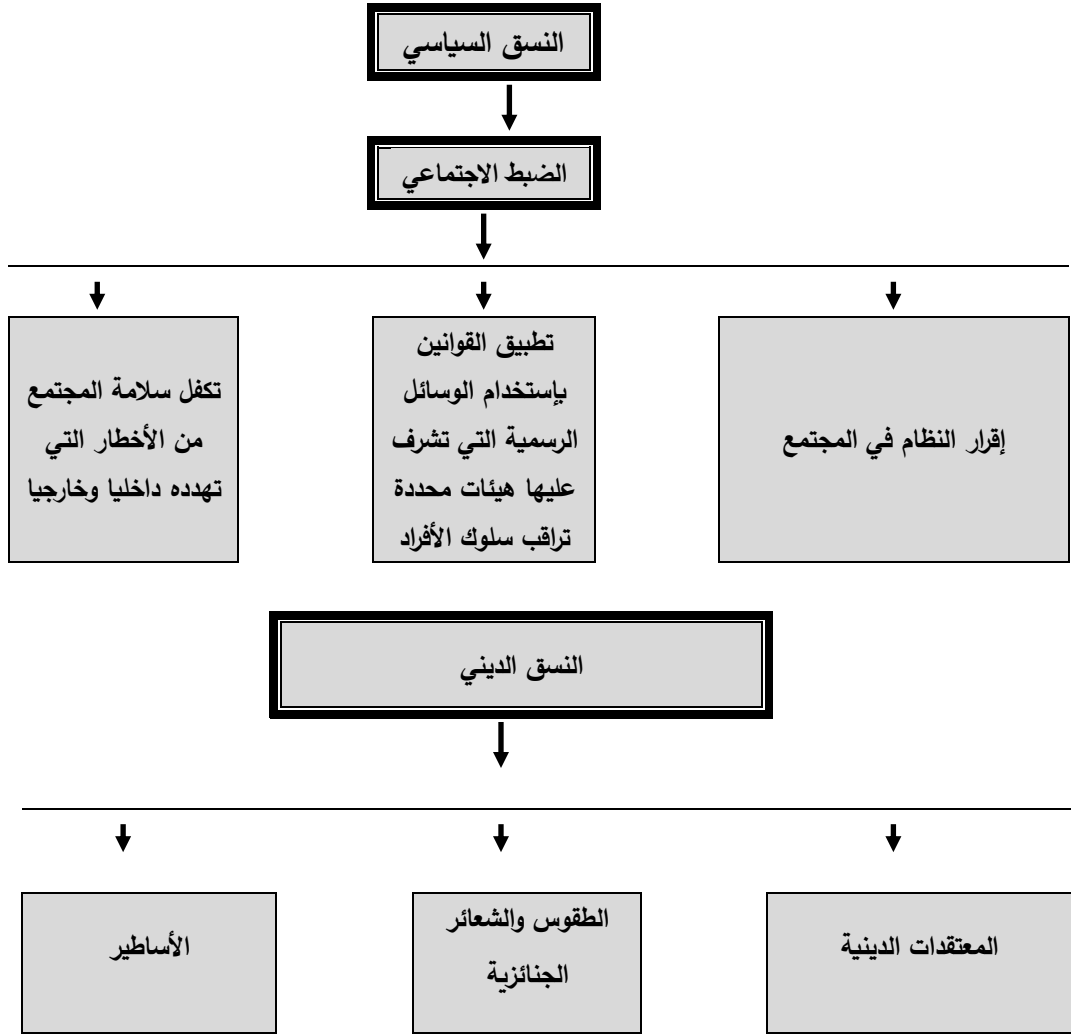 النسق السياسي
الضبط الاجتماعي
إقرار النظام في المجتمع
تطبيق القوانين
بإستخدام الوسائل
الرسمية التي تشرف
عليها هيئات محددة
تراقب سلوك الأفراد
تكفل سلامة المجتمع
من الأخطار التي
تهدده داخليا وخارجيا
النسق الديني
المعتقدات الدينية
الطقوس والشعائر
الجنائزية
الأساطير